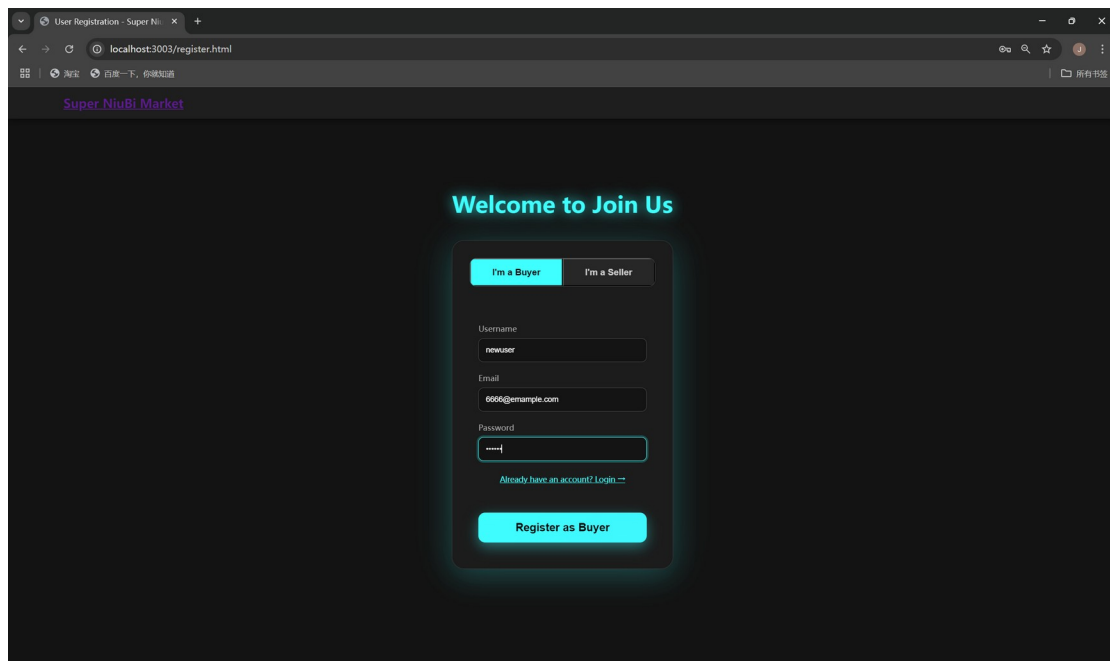 User Registration - Super Niu
localhost:3003/register.html
淘宝 百度一下，你就知道 所有书签
Super NiuBi Market
Welcome to Join Us
I'm a Buyer I'm a Seller
Username
newuser
Email
6666@emample.com
Password
Already have an account? Login →
Register as Buyer